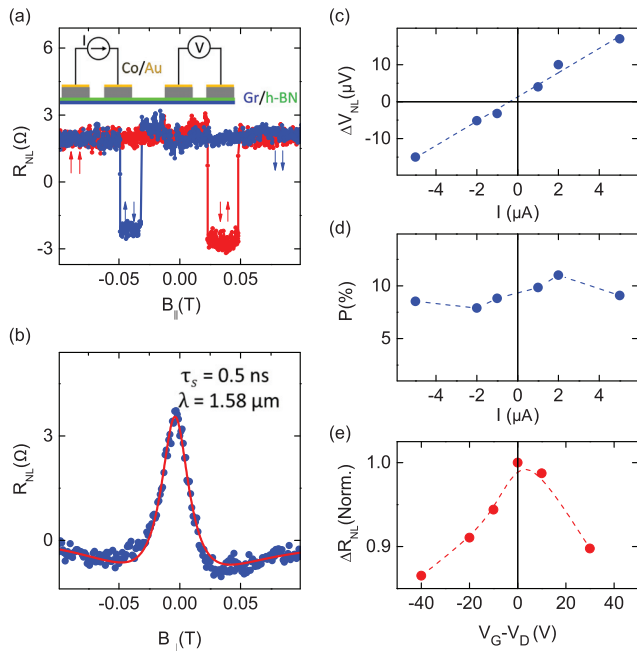 (a)
6
3
0
-3
R_NL(Ω)
I
V
Co/Au
Gr/h-BN
-0.05
0.00
0.05
B_||(T)
(b)
τ_s = 0.5 ns
λ = 1.58 μm
3
0
R_NL(Ω)
-0.05
0.00
0.05
(c)
10
0
-10
ΔV_NL(μV)
-4
-2
0
2
4
I (μA)
(d)
15
10
5
P(%)
-4
-2
0
2
4
I (μA)
(e)
1.0
0.9
ΔR_NL(Norm.)
-40
-20
0
20
40
V_G-V_D(V)